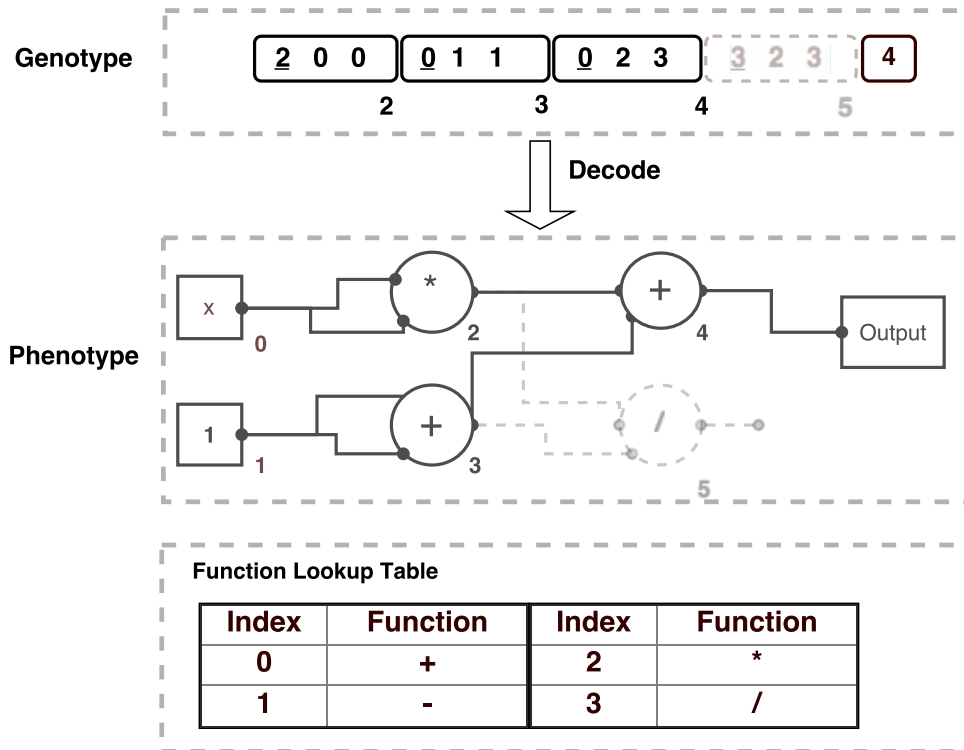 Genotype
2 0 0 0 1 1 0 2 3 3 2 3 4
2 3 4 5
Decode
Phenotype
x
0
*
2
+
4
Output
1
1
+
3
/
5
Function Lookup Table
Index Function Index Function
0 + 2 *
1 - 3 /